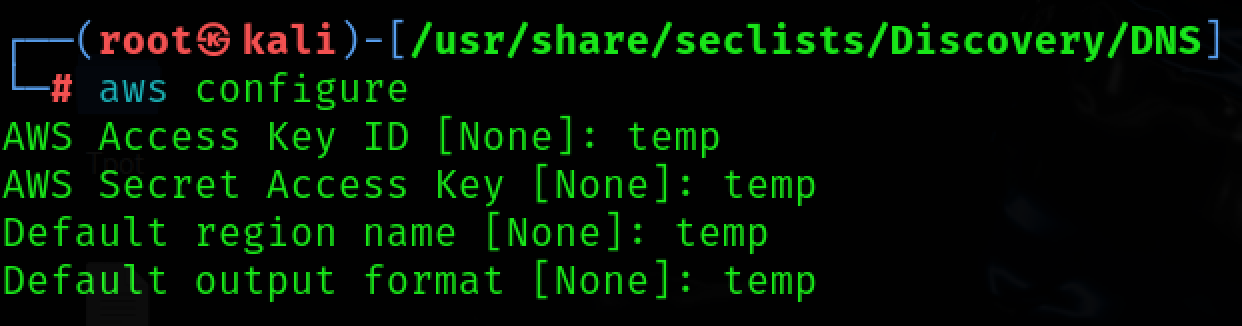 ┌──(root㉿kali)-[/usr/share/seclists/Discovery/DNS]
└─# aws configure
AWS Access Key ID [None]: temp
AWS Secret Access Key [None]: temp
Default region name [None]: temp
Default output format [None]: temp